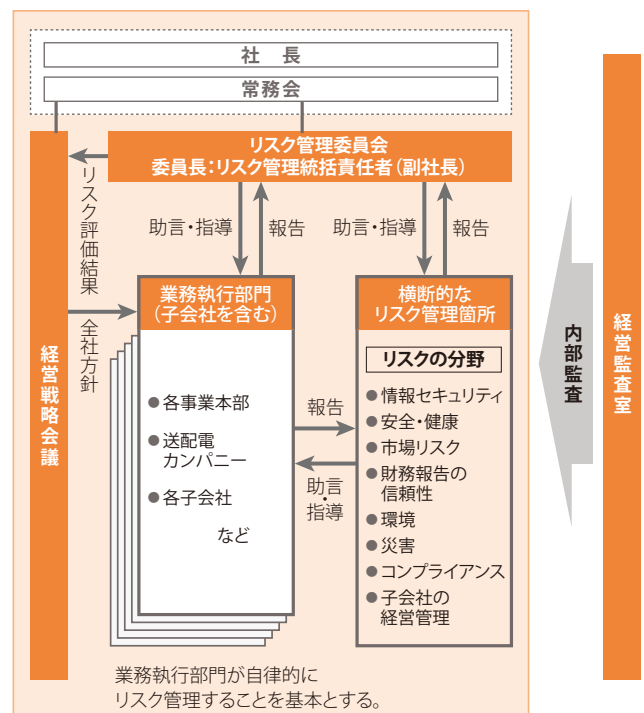 社 長
常務会
リスク管理委員会
委員長:リスク管理統括責任者(副社長)
リスク評価結果
全社方針
経営戦略会議
助言・指導
報告
助言・指導
報告
業務執行部門
(子会社を含む)
●各事業本部
●送配電
カンパニー
●各子会社
など
報告
助言・指導
横断的な
リスク管理箇所
リスクの分野
●情報セキュリティ
●安全・健康
●市場リスク
●財務報告の
信頼性
●環境
●災害
●コンプライアンス
●子会社の
経営管理
内部監査
経営監査室
業務執行部門が自律的に
リスク管理することを基本とする。